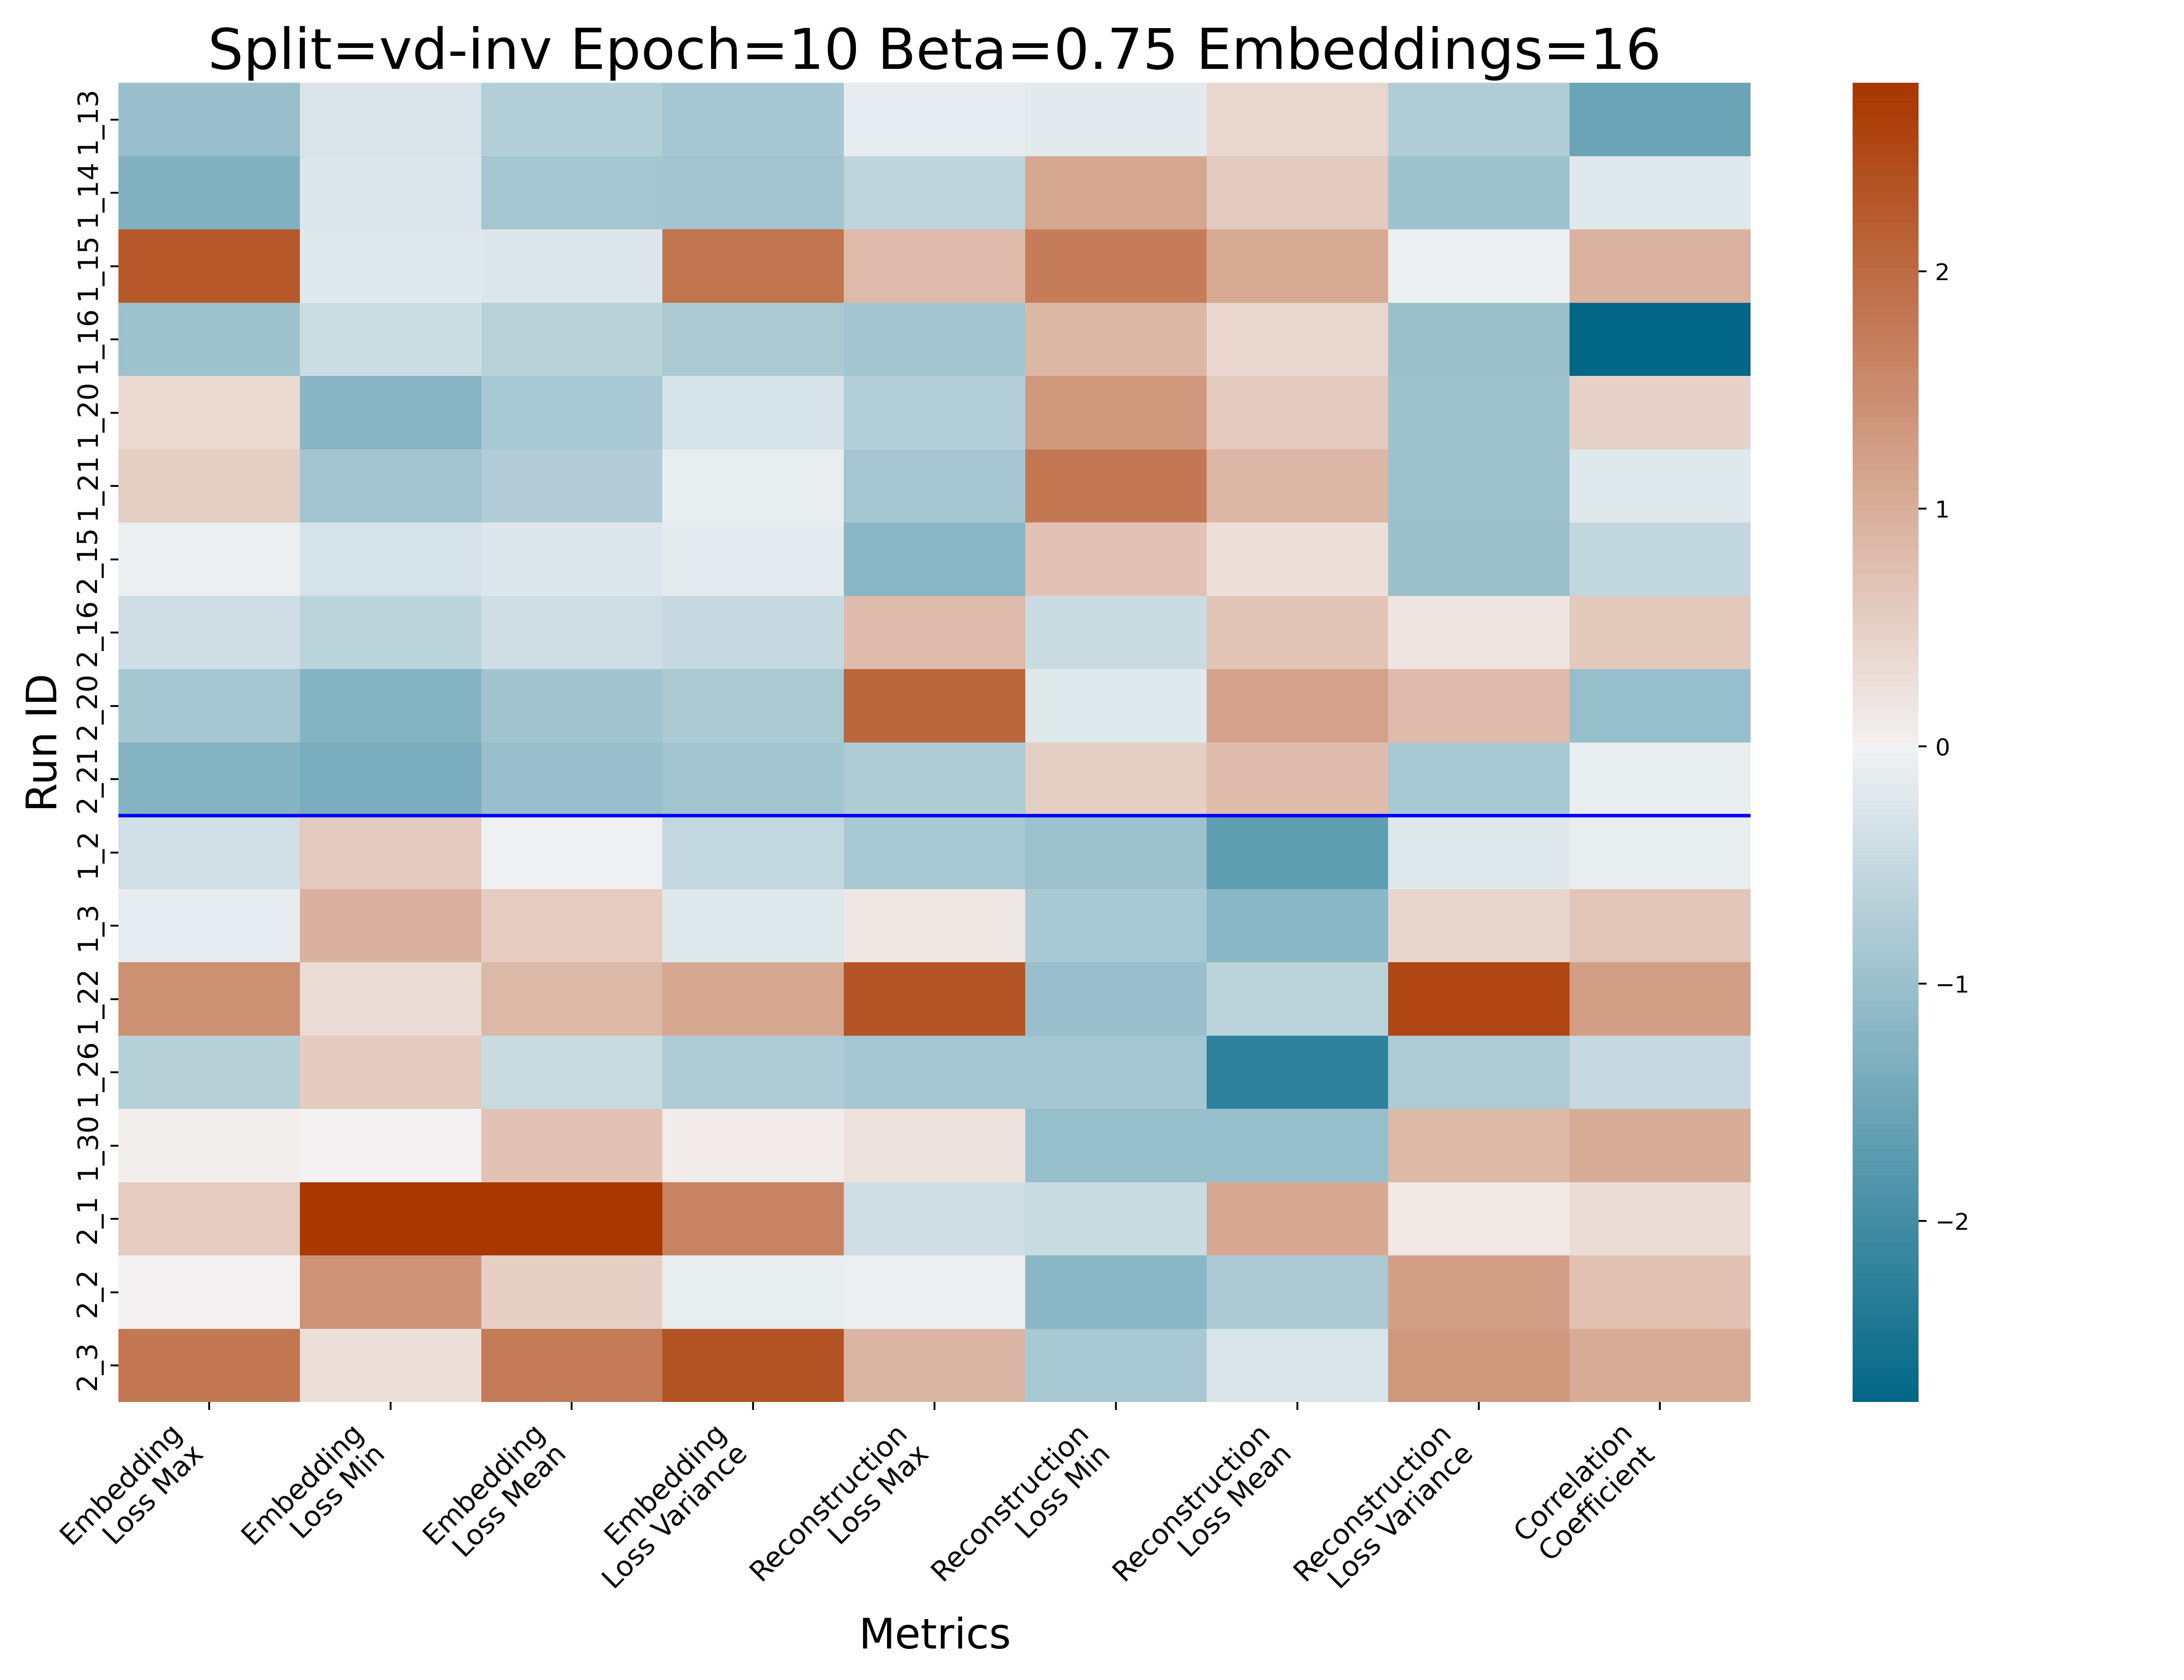 Split=vd-inv Epoch=10 Beta=0.75 Embeddings=16
Run ID
1_13
1_14
1_15
1_16
1_20
1_21
2_15
2_16
2_20
2_21
1_2
1_3
1_22
1_26
1_30
2_1
2_2
2_3
Embedding
Loss Max
Embedding
Loss Min
Embedding
Loss Mean
Embedding
Loss Variance
Reconstruction
Loss Max
Reconstruction
Loss Min
Reconstruction
Loss Mean
Reconstruction
Loss Variance
Correlation
Coefficient
Metrics
2
1
0
−1
−2